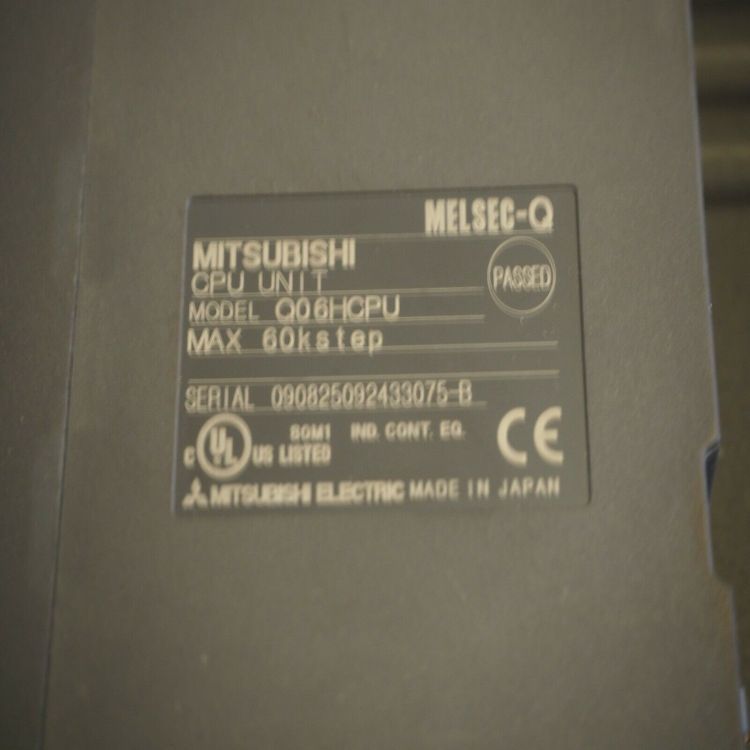 MELSEC-Q
MITSUBISHI
CPU UNIT
PASSED
MODEL Q06HCPU
MAX 60kstep
SERIAL 090825092433075-B
C UL US LISTED
80M1 IND. CONT. EQ.
CE
MITSUBISHI ELECTRIC MADE IN JAPAN